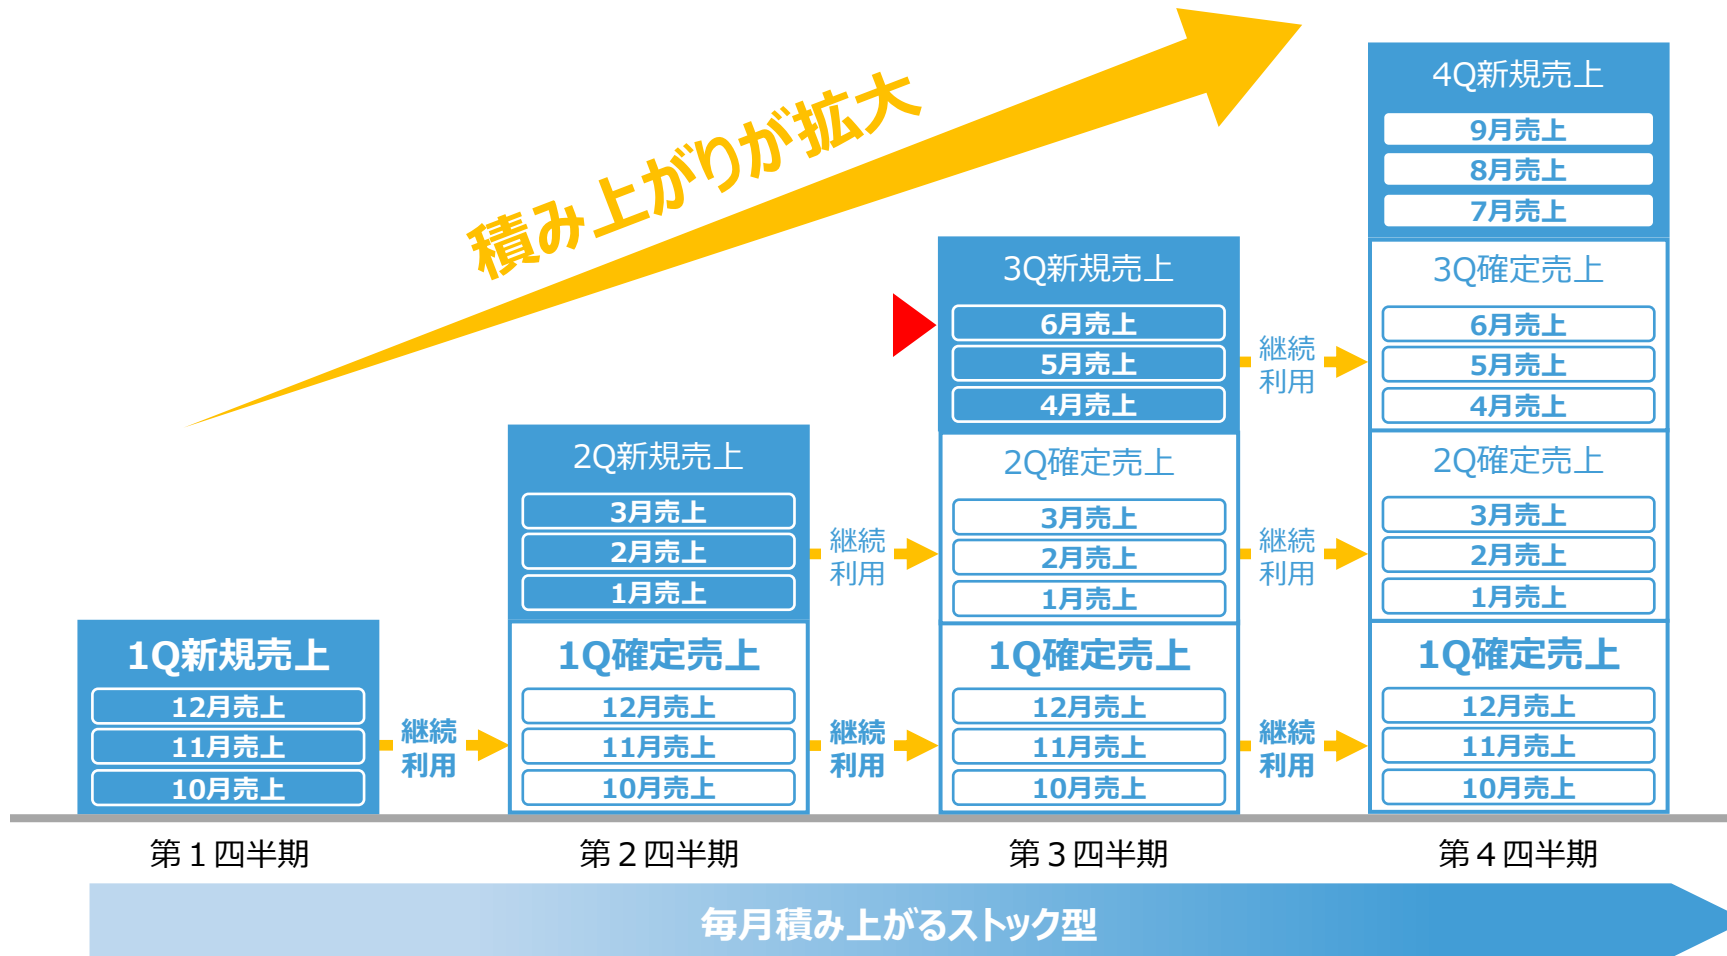 積み上がりが拡大
1Q新規売上
12月売上
11月売上
10月売上
継続
利用
2Q新規売上
3月売上
2月売上
1月売上
1Q確定売上
12月売上
11月売上
10月売上
継続
利用
継続
利用
3Q新規売上
6月売上
5月売上
4月売上
2Q確定売上
3月売上
2月売上
1月売上
1Q確定売上
12月売上
11月売上
10月売上
継続
利用
継続
利用
継続
利用
4Q新規売上
9月売上
8月売上
7月売上
3Q確定売上
6月売上
5月売上
4月売上
2Q確定売上
3月売上
2月売上
1月売上
1Q確定売上
12月売上
11月売上
10月売上
第１四半期
第２四半期
第３四半期
第４四半期
毎月積み上がるストック型